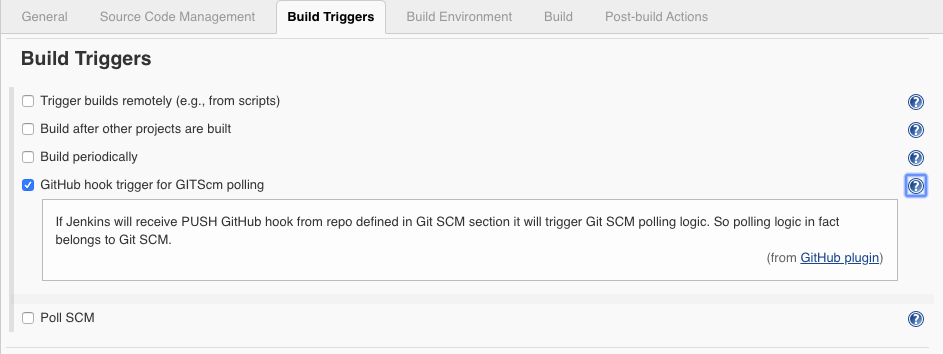 General Source Code Management Build Triggers Build Environment Build Post-build Actions
Build Triggers
Trigger builds remotely (e.g., from scripts)
Build after other projects are built
Build periodically
GitHub hook trigger for GITScm polling
If Jenkins will receive PUSH GitHub hook from repo defined in Git SCM section it will trigger Git SCM polling logic. So polling logic in fact
belongs to Git SCM.
(from GitHub plugin)
Poll SCM